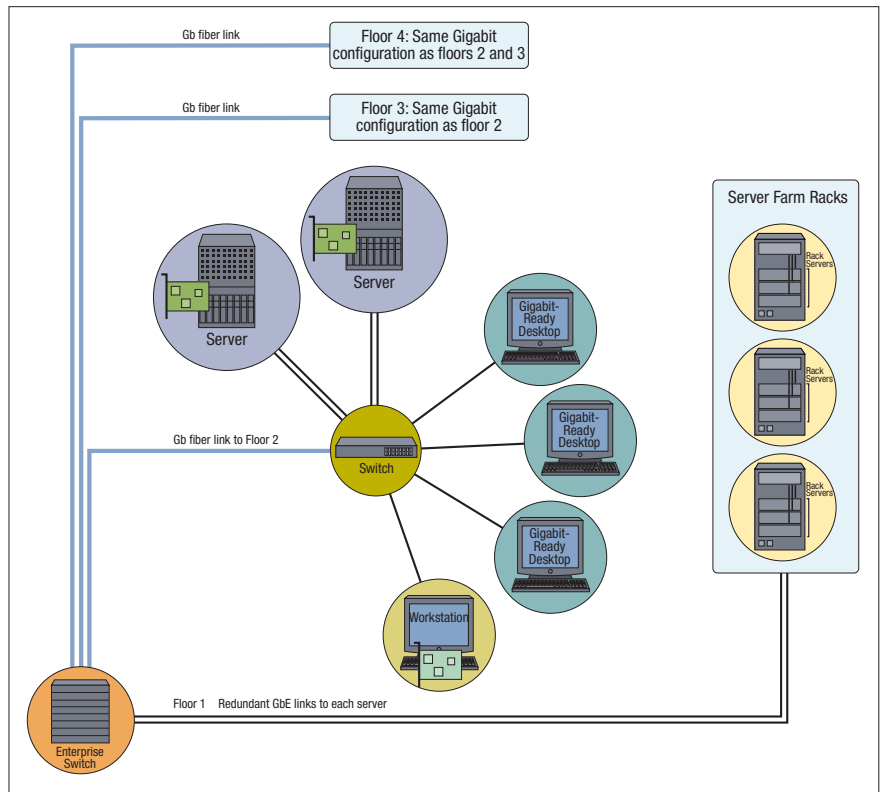 Gb fiber link
Floor 4: Same Gigabit
configuration as floors 2 and 3
Gb fiber link
Floor 3: Same Gigabit
configuration as floor 2
Server Farm Racks
Rack
Servers
Rack
Servers
Rack
Servers
Server
Server
Gigabit-
Ready
Desktop
Gigabit-
Ready
Desktop
Gigabit-
Ready
Desktop
Gb fiber link to Floor 2
Switch
Workstation
Floor 1 Redundant GbE links to each server
Enterprise
Switch